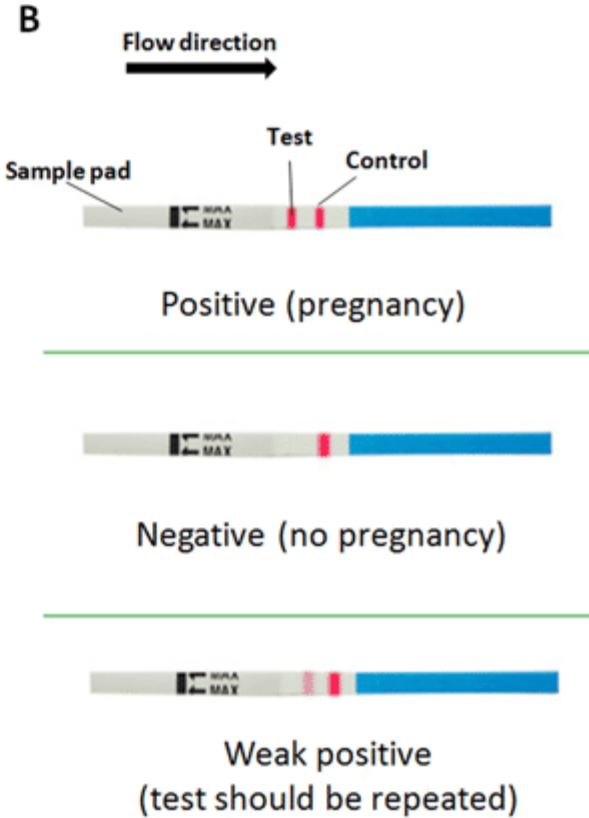 B
Flow direction
Test
Control
Sample pad
MAX
MAX
Positive (pregnancy)
MAX
MAX
Negative (no pregnancy)
MAX
MAX
Weak positive
(test should be repeated)